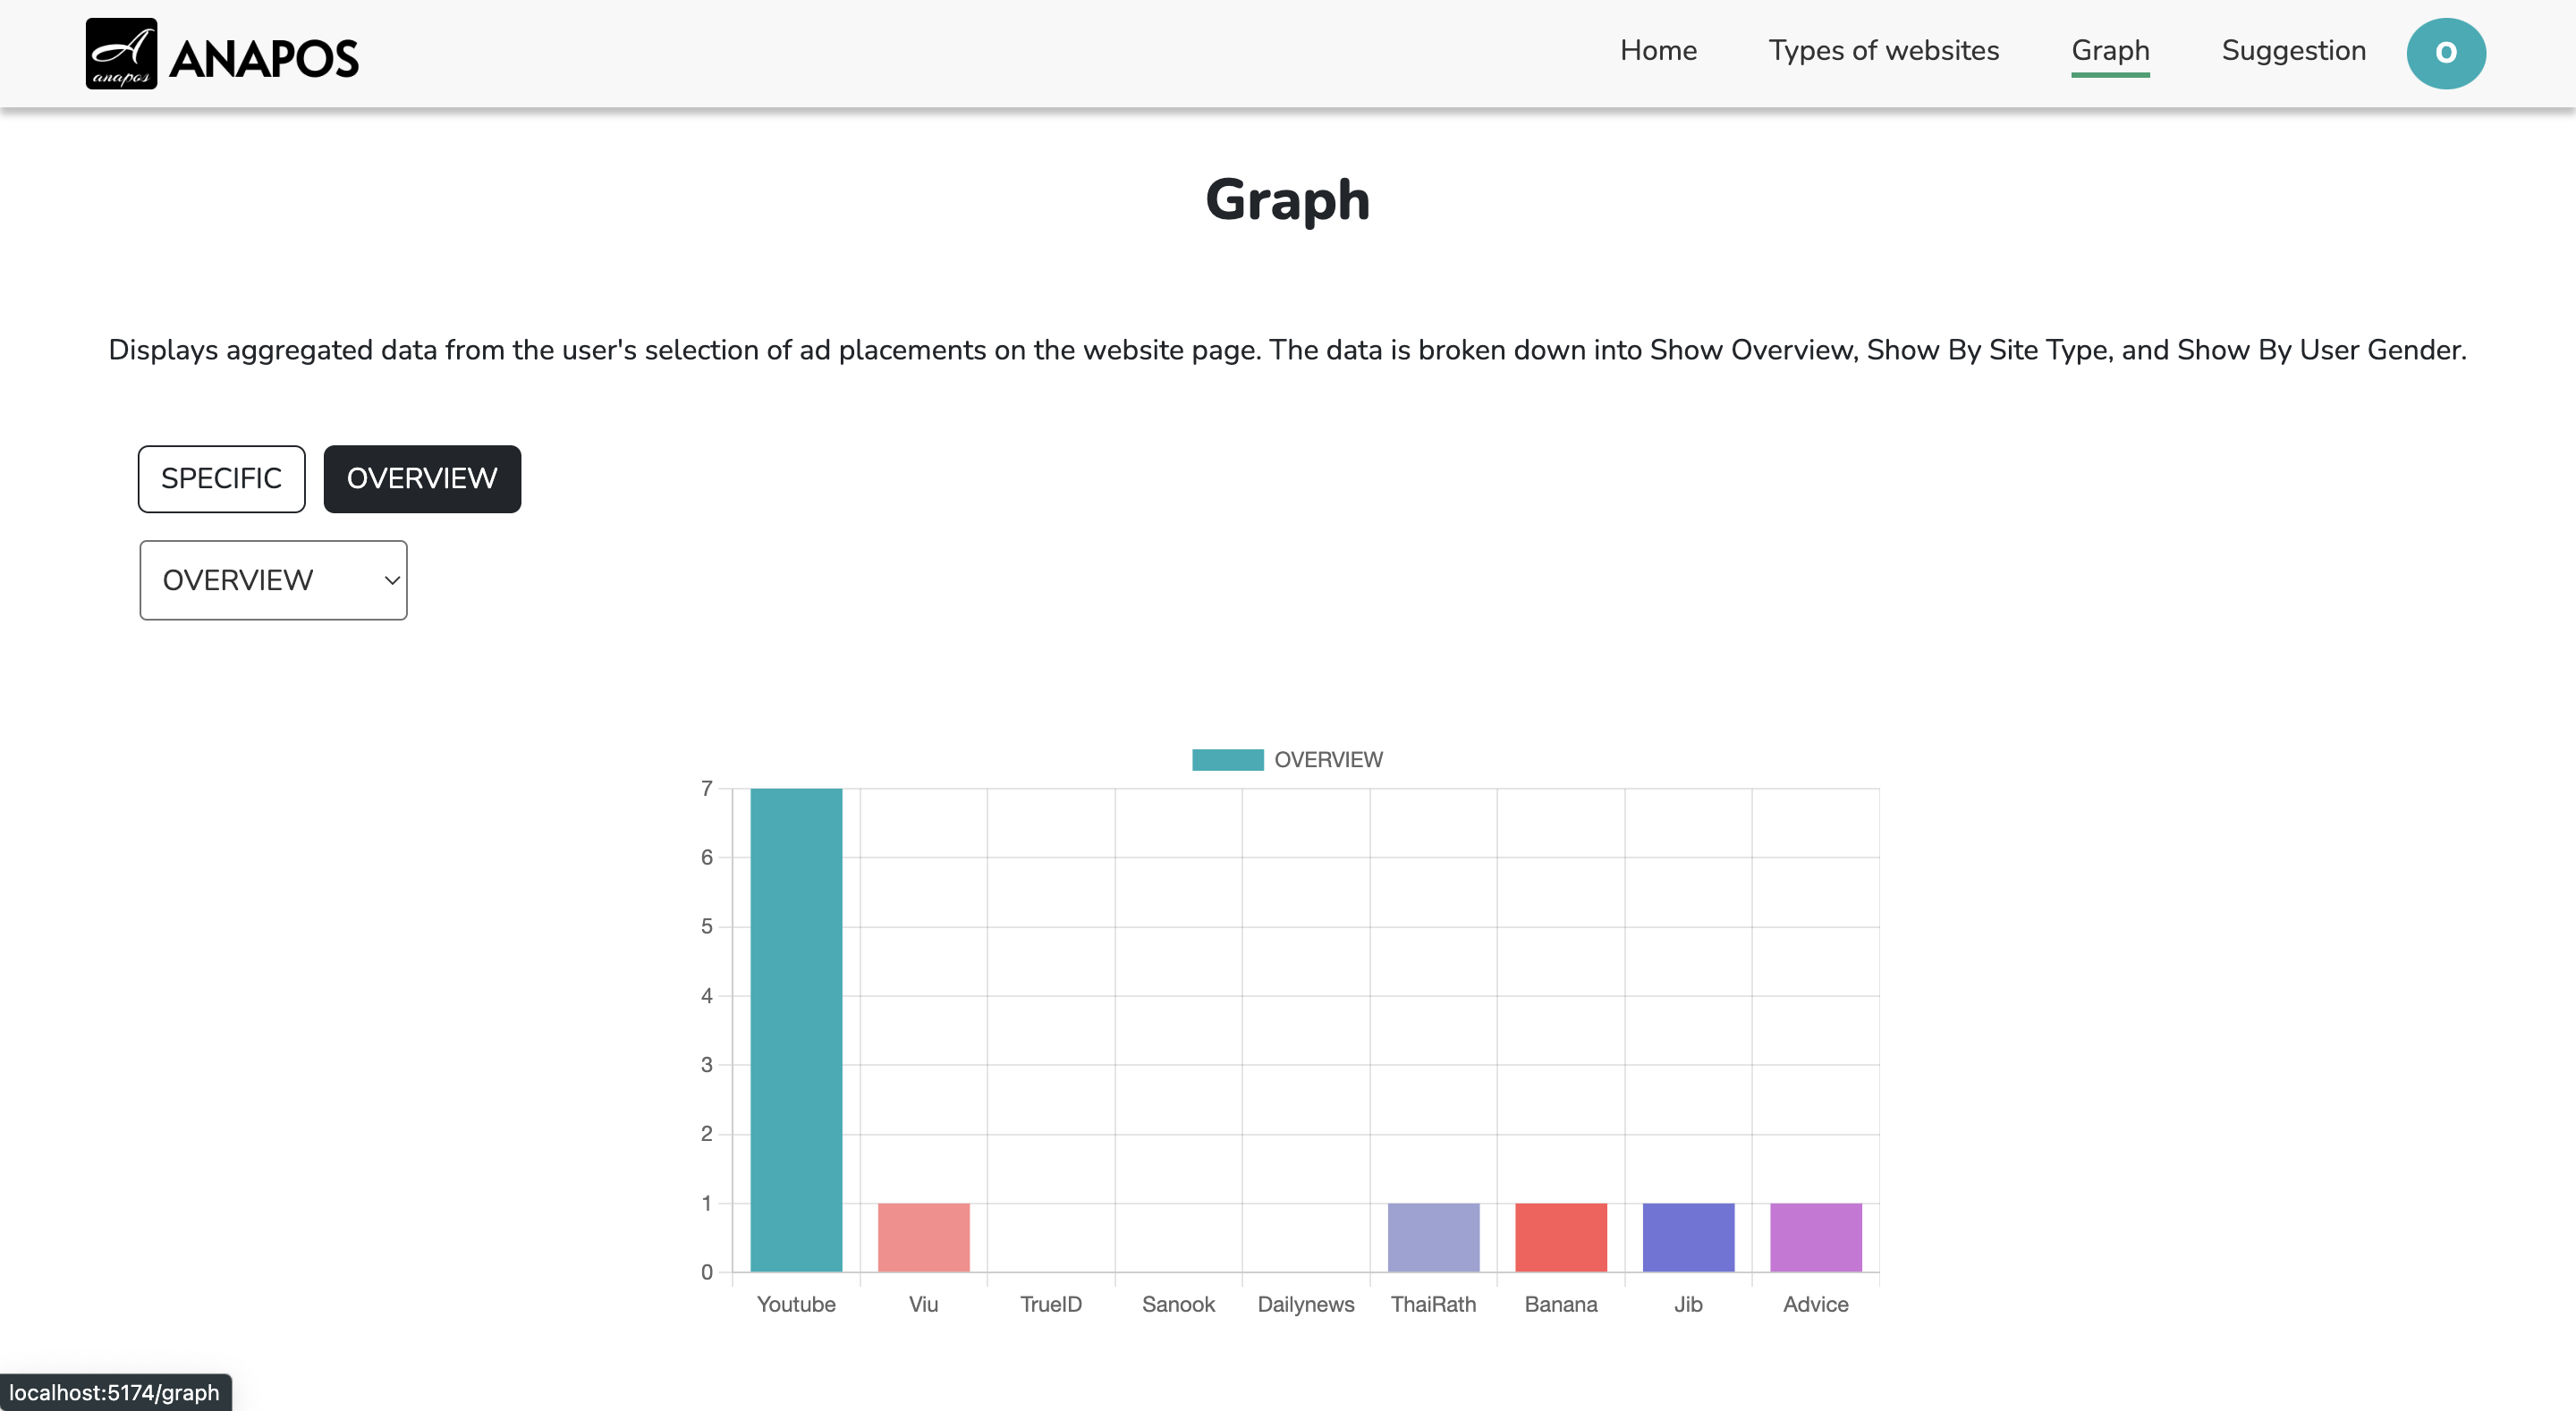 A
anapos
ANAPOS
Home
Types of websites
Graph
Suggestion
O
Graph
Displays aggregated data from the user's selection of ad placements on the website page. The data is broken down into Show Overview, Show By Site Type, and Show By User Gender.
SPECIFIC
OVERVIEW
OVERVIEW
OVERVIEW
7
6
5
4
3
2
1
0
Youtube
Viu
TrueID
Sanook
Dailynews
ThaiRath
Banana
Jib
Advice
localhost:5174/graph